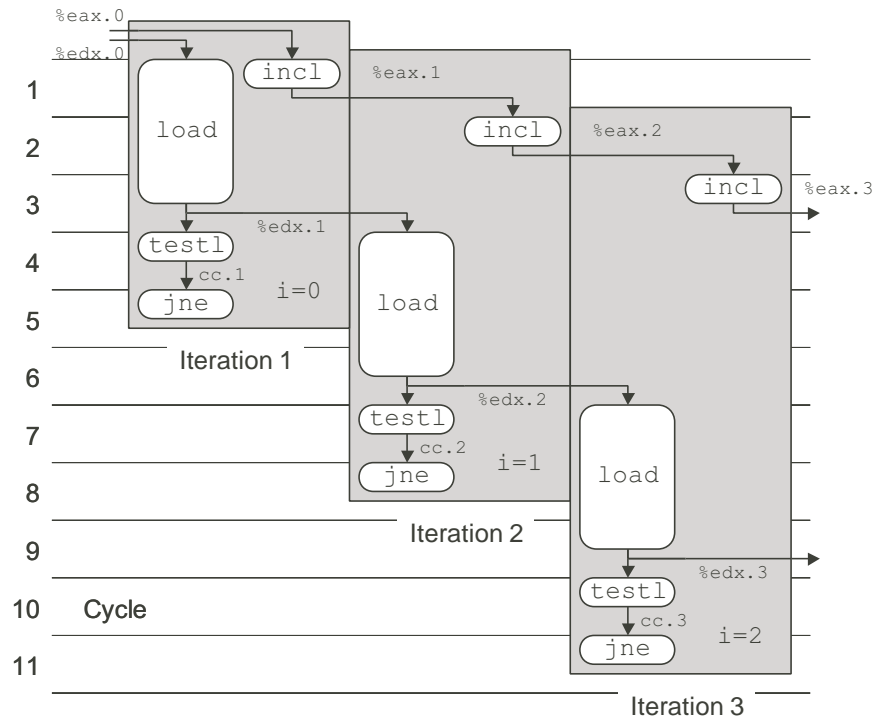 %eax.0
%edx.0
1
load
incl
%eax.1
2
incl
%eax.2
3
incl
%eax.3
%edx.1
4
testl
cc.1
i=0
5
jne
load
Iteration 1
6
%edx.2
7
testl
cc.2
i=1
8
jne
load
Iteration 2
9
%edx.3
10 Cycle
testl
cc.3
i=2
11
jne
Iteration 3